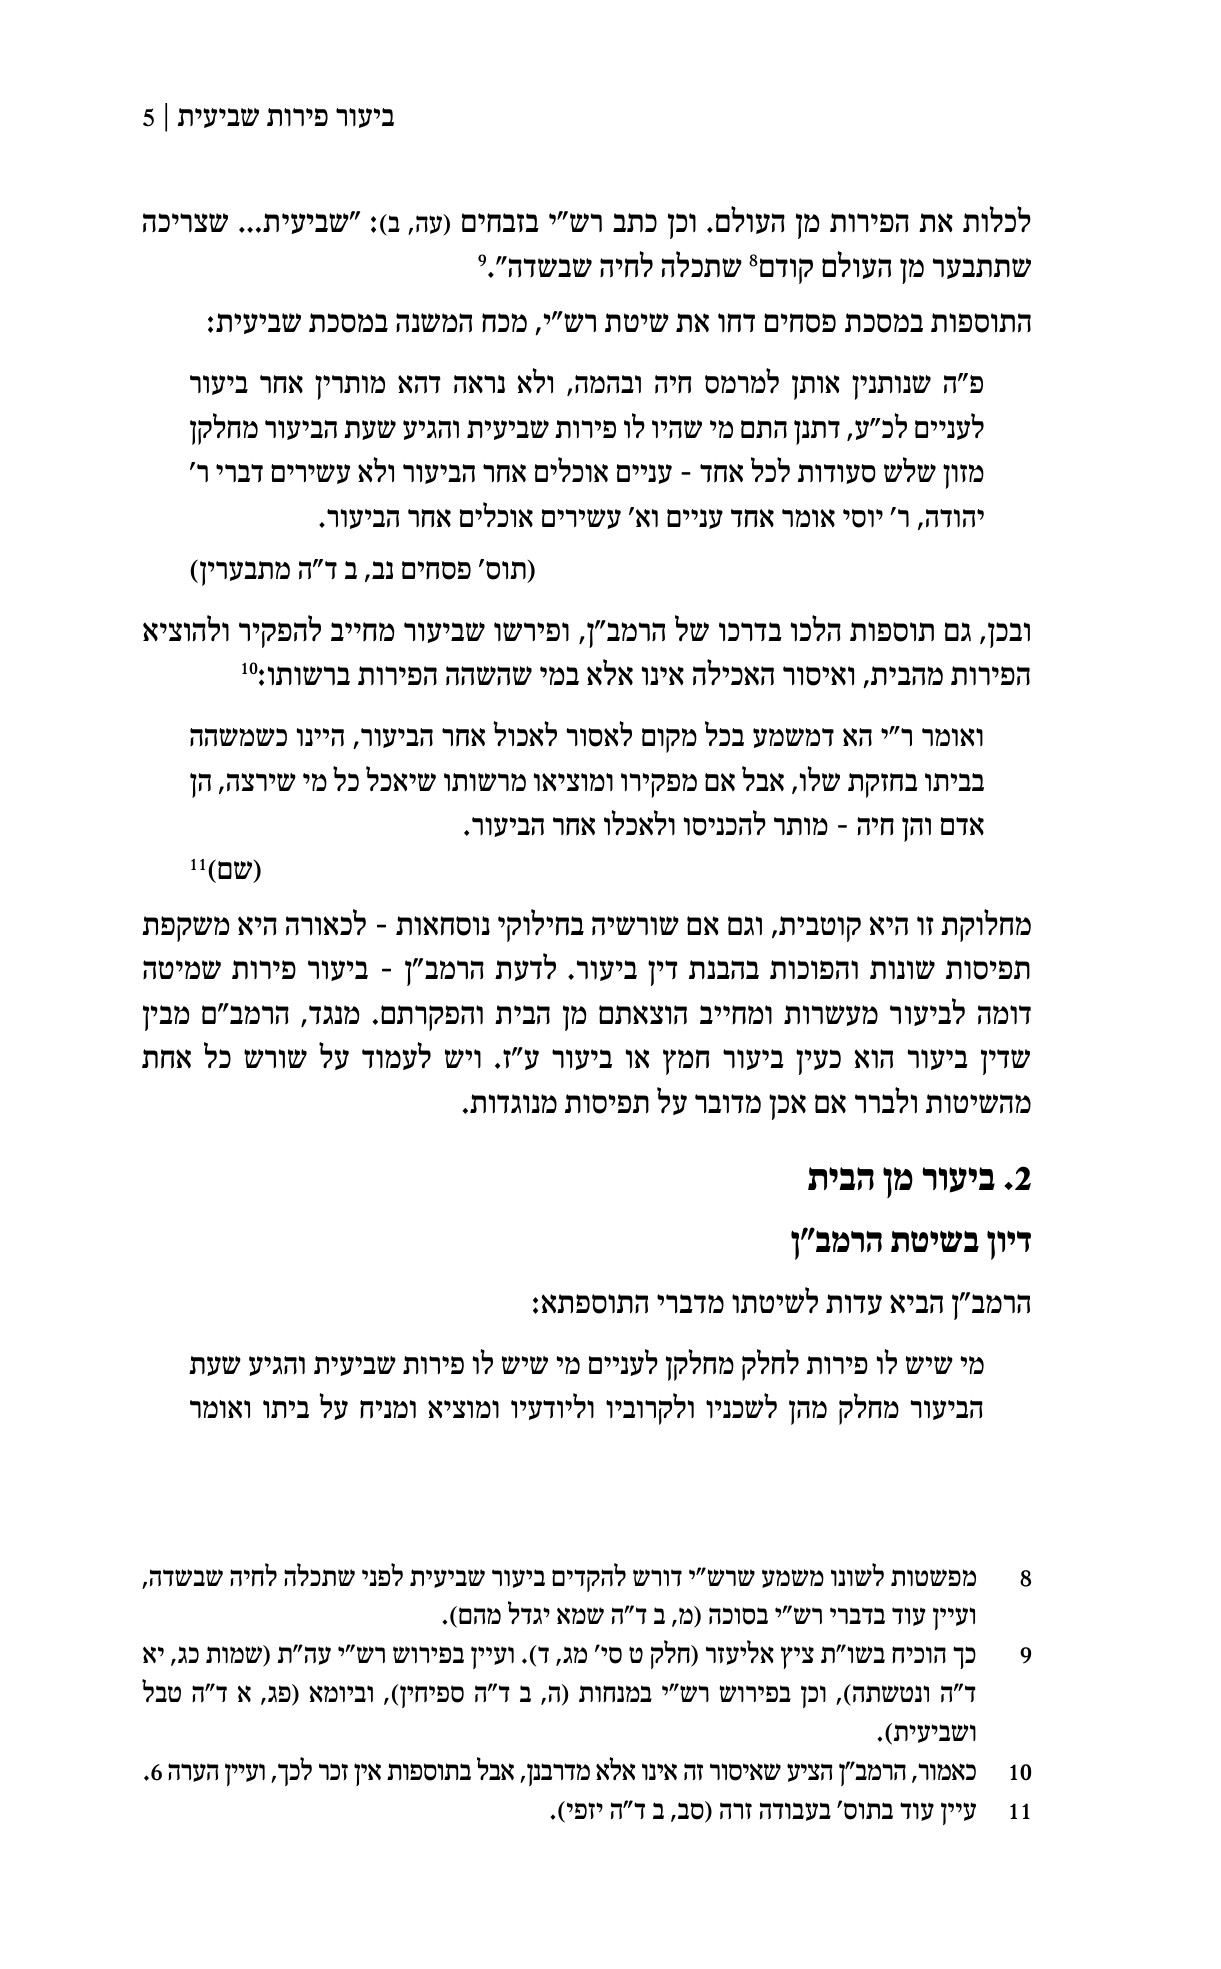 ביעור פירות שביעית | 5
לכלות את הפירות מן העולם. וכן כתב רש"י בזבחים (עה, ב): "שביעית... שצריכה
שתתבער מן העולם קודם8 שתכלה לחיה שבשדה".9
התוספות במסכת פסחים דחו את שיטת רש"י, מכח המשנה במסכת שביעית:
פ"ה שנותנין אותן למרמס חיה ובהמה, ולא נראה דהא מותרין אחר ביעור
לעניים לכ"ע, דתנן התם מי שהיו לו פירות שביעית והגיע שעת הביעור מחלקן
מזון שלש סעודות לכל אחד - עניים אוכלים אחר הביעור ולא עשירים דברי ר'
יהודה, ר' יוסי אומר אחד עניים וא' עשירים אוכלים אחר הביעור.
(תוס' פסחים נב, ב ד"ה מתבערין)
ובכן, גם תוספות הלכו בדרכו של הרמב"ן, ופירשו שביעור מחייב להפקיר ולהוציא
הפירות מהבית, ואיסור האכילה אינו אלא במי שהשהה הפירות ברשותו:10
ואומר ר"י הא דמשמע בכל מקום לאסור לאכול אחר הביעור, היינו כשמשהה
בביתו בחזקת שלו, אבל אם מפקירו ומוציאו מרשותו שיאכל כל מי שירצה, הן
אדם והן חיה - מותר להכניסו ולאכלו אחר הביעור.
(שם)11
מחלוקת זו היא קוטבית, וגם אם שורשיה בחילוקי נוסחאות - לכאורה היא משקפת
תפיסות שונות והפוכות בהבנת דין ביעור. לדעת הרמב"ן - ביעור פירות שמיטה
דומה לביעור מעשרות ומחייב הוצאתם מן הבית והפקרתם. מנגד, הרמב"ם מבין
שדין ביעור הוא כעין ביעור חמץ או ביעור ע"ז. ויש לעמוד על שורש כל אחת
מהשיטות ולברר אם אכן מדובר על תפיסות מנוגדות.
2. ביעור מן הבית
דיון בשיטת הרמב"ן
הרמב"ן הביא עדות לשיטתו מדברי התוספתא:
מי שיש לו פירות לחלק מחלקן לעניים מי שיש לו פירות שביעית והגיע שעת
הביעור מחלק מהן לשכניו ולקרוביו וליודעיו ומוציא ומניח על ביתו ואומר
8 מפשטות לשונו משמע שרש"י דורש להקדים ביעור שביעית לפני שתכלה לחיה שבשדה,
ועיין עוד בדברי רש"י בסוכה (מ, ב ד"ה שמא יגדל מהם).
9 כך הוכיח בשו"ת ציץ אליעזר (חלק ט סי' מג, ד). ועיין בפירוש רש"י עה"ת (שמות כג, יא
ד"ה ונטשתה), וכן בפירוש רש"י במנחות (ה, ב ד"ה ספיחין), וביומא (פג, א ד"ה טבל
ושביעית).
10 כאמור, הרמב"ן הציע שאיסור זה אינו אלא מדרבנן, אבל בתוספות אין זכר לכך, ועיין הערה 6.
11 עיין עוד בתוס' בעבודה זרה (סב, ב ד"ה יזפי).